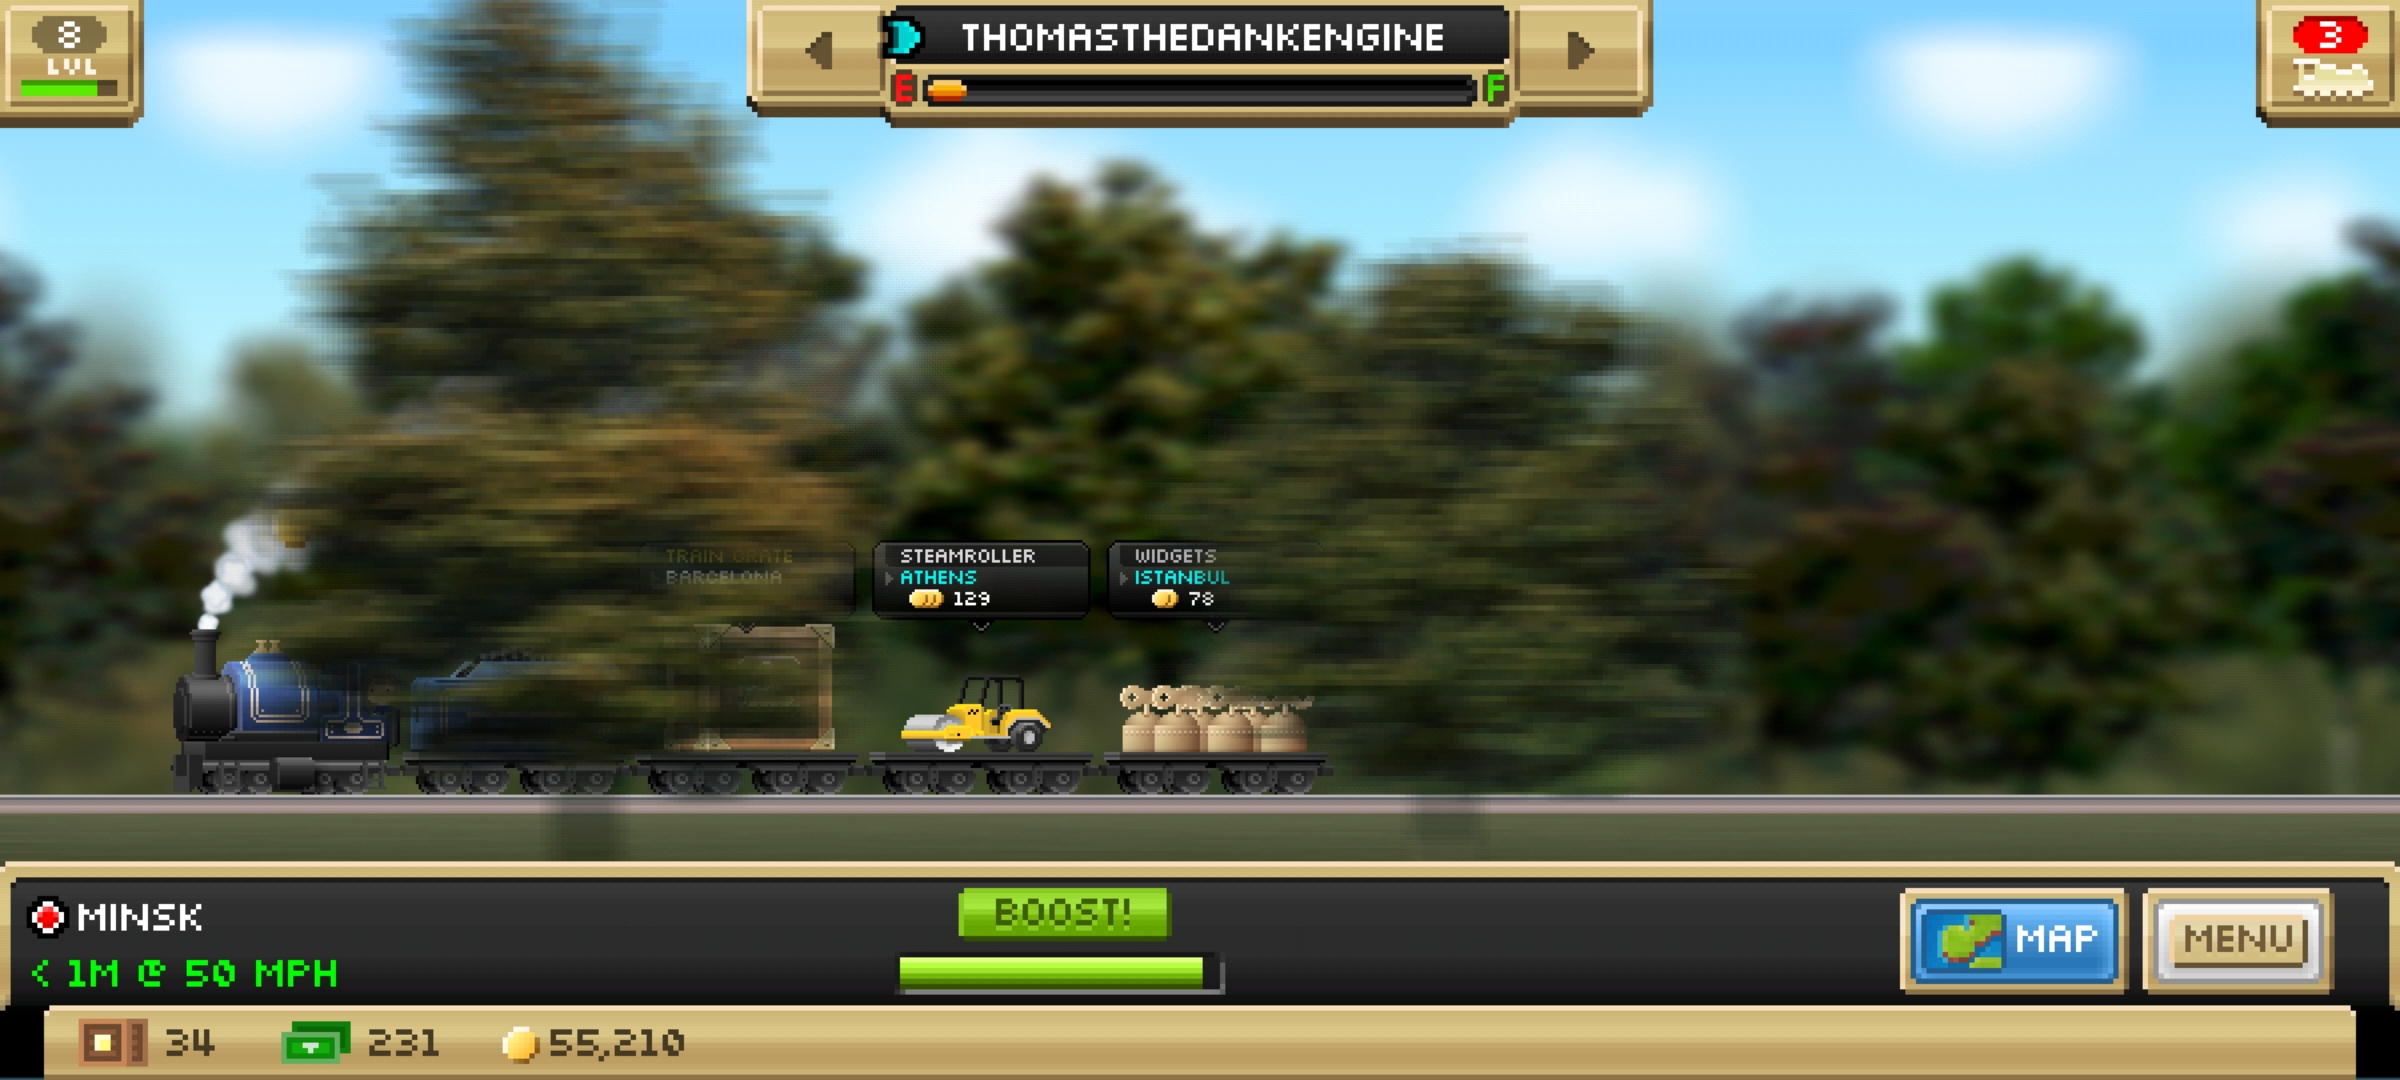 8
LVL
THOMASTHEDANKENGINE
E F
3
TRAIN CRATE
BARCELONA
STEAMROLLER
ATHENS
129
WIDGETS
ISTANBUL
78
MINSK
< 1M @ 50 MPH
BOOST!
MAP
MENU
34 231 55,210